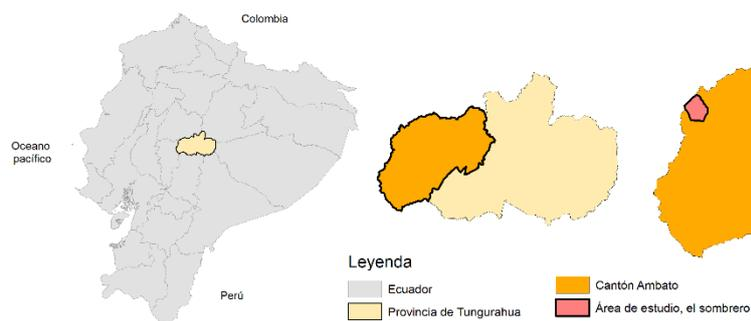 Colombia
Oceano
pacífico
Perú
Leyenda
Ecuador
Provincia de Tungurahua
Cantón Ambato
Área de estudio, el sombrero